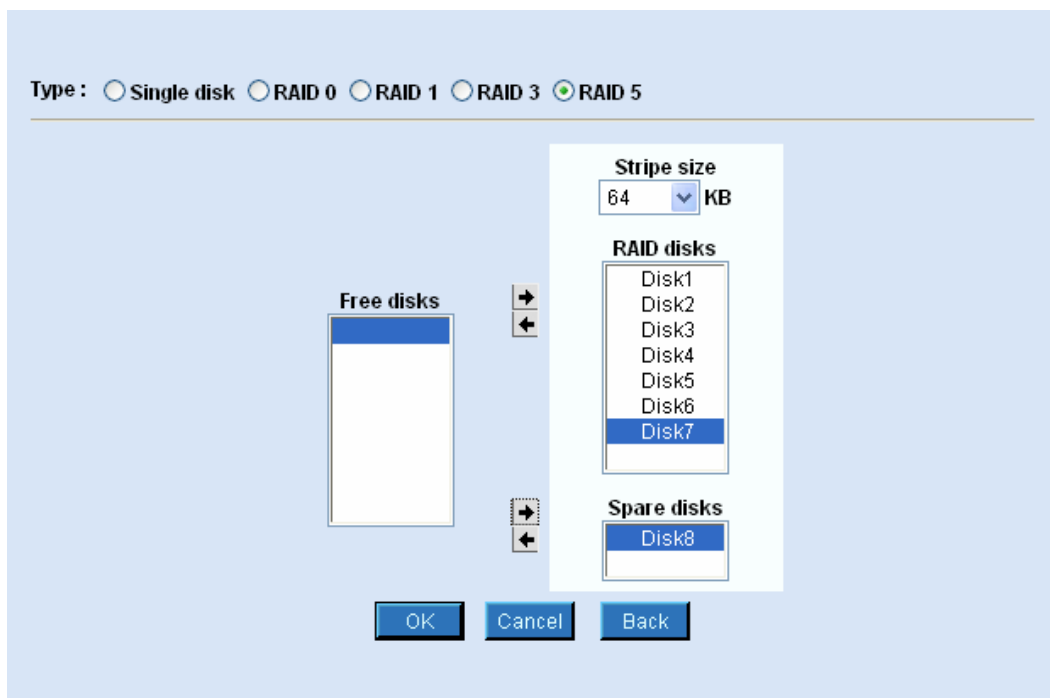 Type : Single disk RAID 0 RAID 1 RAID 3 RAID 5
Stripe size
64 KB
RAID disks
Disk1
Disk2
Disk3
Disk4
Disk5
Disk6
Disk7
Free disks
Spare disks
Disk8
OK Cancel Back